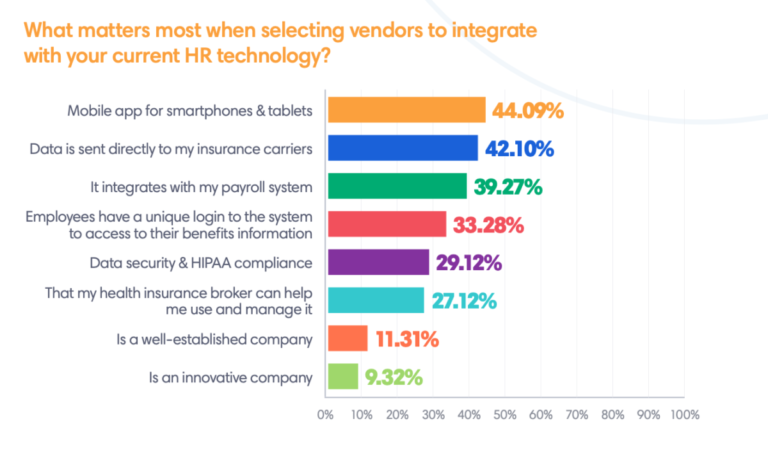 What matters most when selecting vendors to integrate
with your current HR technology?
Mobile app for smartphones & tablets
44.09%
Data is sent directly to my insurance carriers
42.10%
It integrates with my payroll system
39.27%
Employees have a unique login to the system
to access to their benefits information
33.28%
Data security & HIPAA compliance
29.12%
That my health insurance broker can help
me use and manage it
27.12%
Is a well-established company
11.31%
Is an innovative company
9.32%
0% 10% 20% 30% 40% 50% 60% 70% 80% 90% 100%